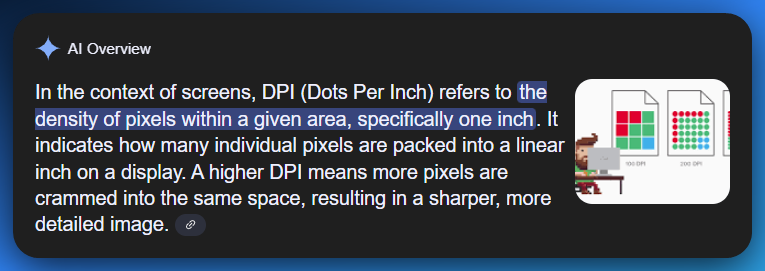 AI Overview
In the context of screens, DPI (Dots Per Inch) refers to the
density of pixels within a given area, specifically one inch. It
indicates how many individual pixels are packed into a linear
inch on a display. A higher DPI means more pixels are
crammed into the same space, resulting in a sharper, more
detailed image.
100 DPI
200 DPI